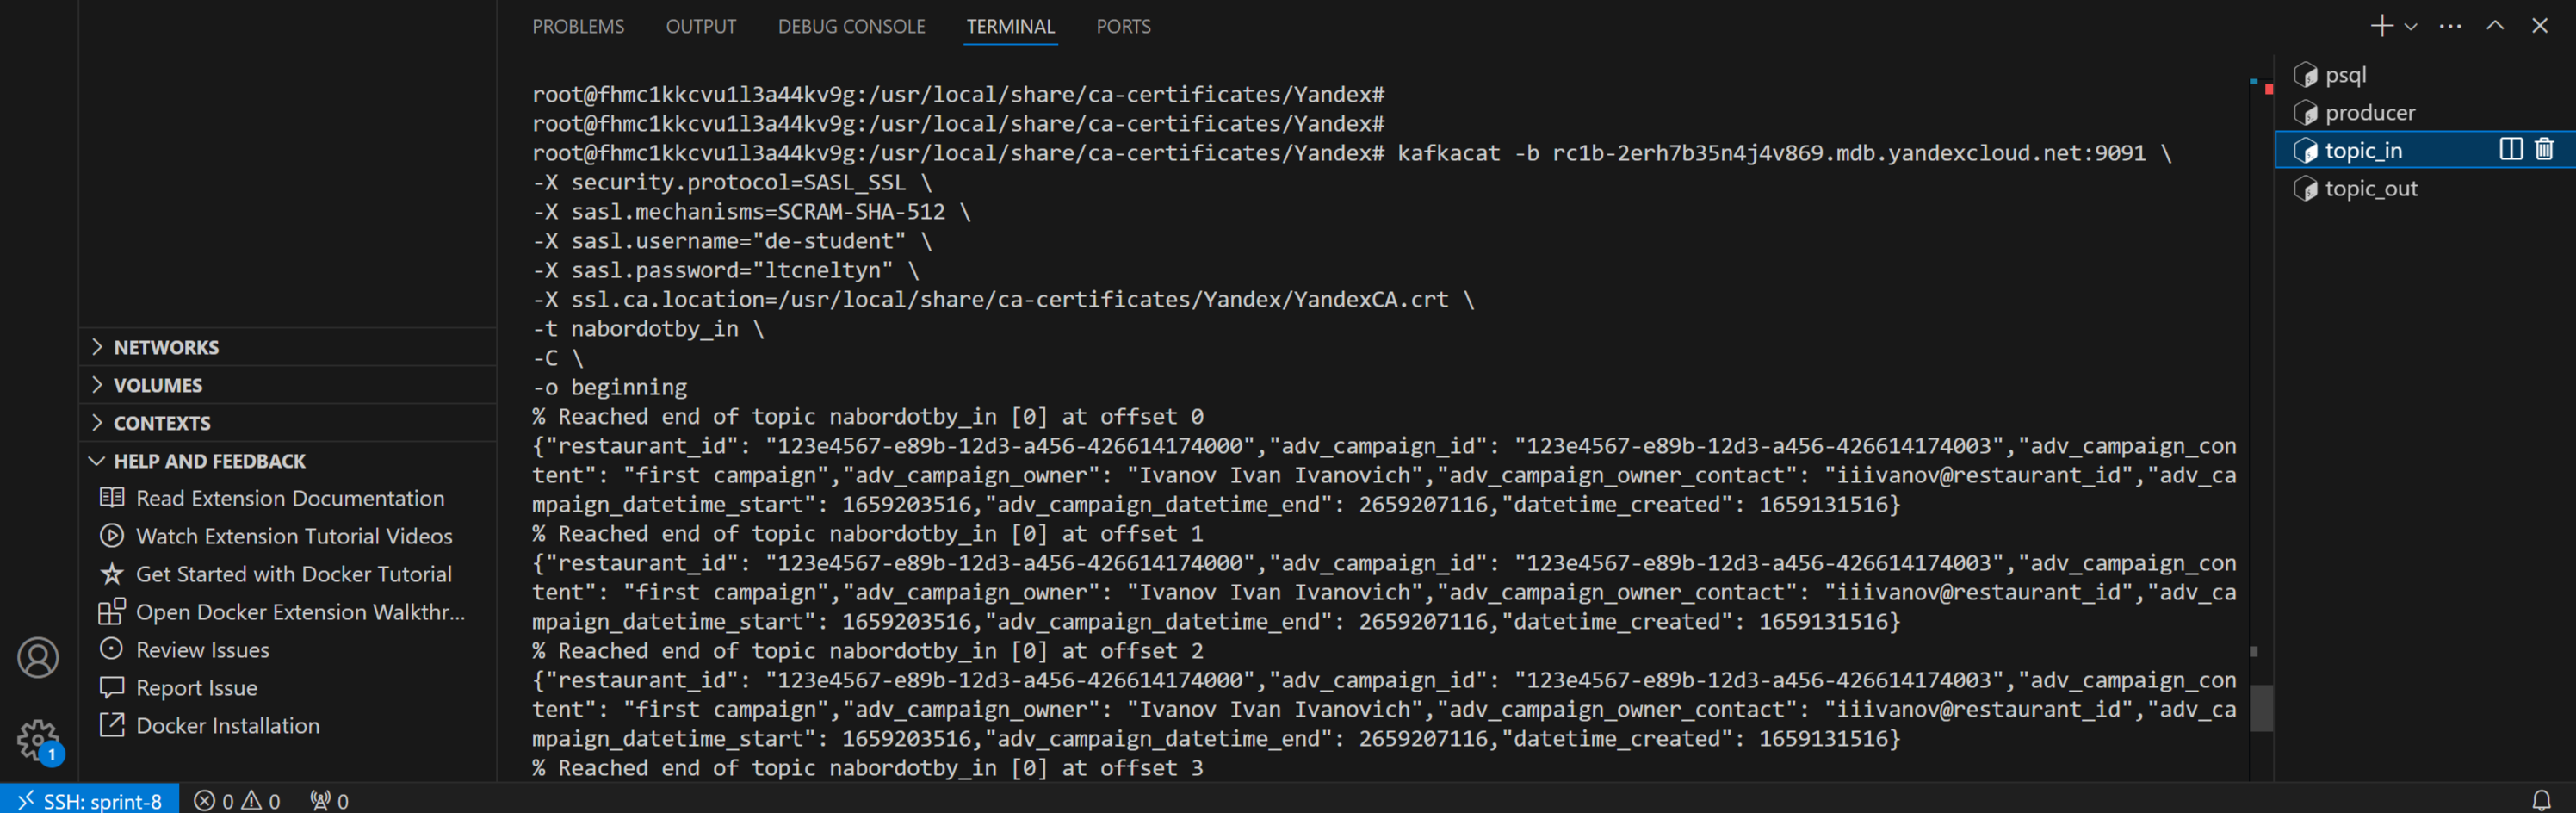 PROBLEMS OUTPUT DEBUG CONSOLE TERMINAL PORTS
root@fhmc1kkcvu1l3a44kv9g:/usr/local/share/ca-certificates/Yandex#
root@fhmc1kkcvu1l3a44kv9g:/usr/local/share/ca-certificates/Yandex#
root@fhmc1kkcvu1l3a44kv9g:/usr/local/share/ca-certificates/Yandex# kafkacat -b rc1b-2erh7b35n4j4v869.mdb.yandexcloud.net:9091 \
-X security.protocol=SASL_SSL \
-X sasl.mechanisms=SCRAM-SHA-512 \
-X sasl.username="de-student" \
-X sasl.password="ltcneltyn" \
-X ssl.ca.location=/usr/local/share/ca-certificates/Yandex/YandexCA.crt \
-t nabordotby_in \
-C \
-o beginning
% Reached end of topic nabordotby_in [0] at offset 0
{"restaurant_id": "123e4567-e89b-12d3-a456-426614174000","adv_campaign_id": "123e4567-e89b-12d3-a456-426614174003","adv_campaign_con
tent": "first campaign","adv_campaign_owner": "Ivanov Ivan Ivanovich","adv_campaign_owner_contact": "iiivanov@restaurant_id","adv_ca
mpaign_datetime_start": 1659203516,"adv_campaign_datetime_end": 2659207116,"datetime_created": 1659131516}
% Reached end of topic nabordotby_in [0] at offset 1
{"restaurant_id": "123e4567-e89b-12d3-a456-426614174000","adv_campaign_id": "123e4567-e89b-12d3-a456-426614174003","adv_campaign_con
tent": "first campaign","adv_campaign_owner": "Ivanov Ivan Ivanovich","adv_campaign_owner_contact": "iiivanov@restaurant_id","adv_ca
mpaign_datetime_start": 1659203516,"adv_campaign_datetime_end": 2659207116,"datetime_created": 1659131516}
% Reached end of topic nabordotby_in [0] at offset 2
{"restaurant_id": "123e4567-e89b-12d3-a456-426614174000","adv_campaign_id": "123e4567-e89b-12d3-a456-426614174003","adv_campaign_con
tent": "first campaign","adv_campaign_owner": "Ivanov Ivan Ivanovich","adv_campaign_owner_contact": "iiivanov@restaurant_id","adv_ca
mpaign_datetime_start": 1659203516,"adv_campaign_datetime_end": 2659207116,"datetime_created": 1659131516}
% Reached end of topic nabordotby_in [0] at offset 3
psql
producer
topic_in
topic_out
NETWORKS
VOLUMES
CONTEXTS
HELP AND FEEDBACK
Read Extension Documentation
Watch Extension Tutorial Videos
Get Started with Docker Tutorial
Open Docker Extension Walkthr...
Review Issues
Report Issue
Docker Installation
1
SSH: sprint-8 0 0 0